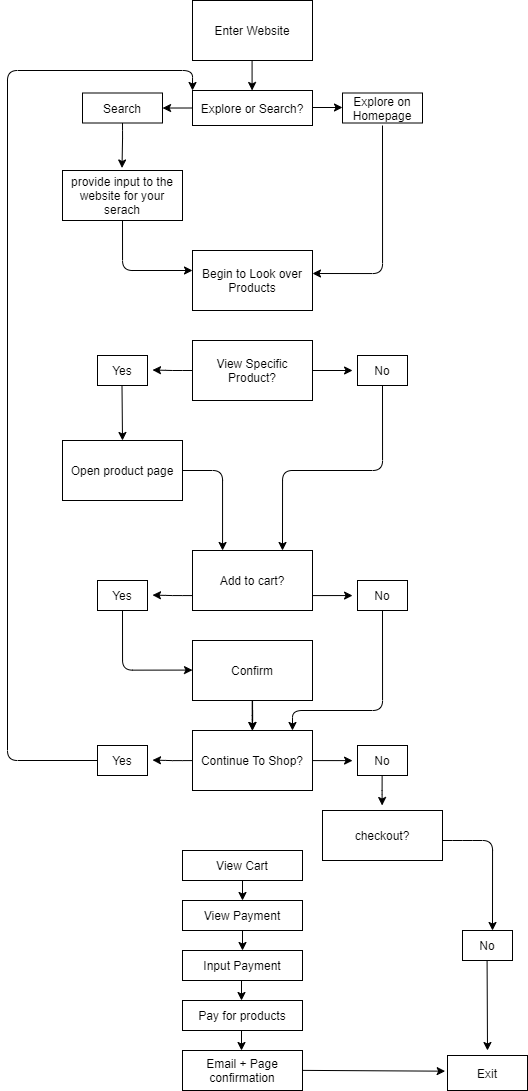 Enter Website
Search
Explore or Search?
Explore on
Homepage
provide input to the
website for your
serach
Begin to Look over
Products
Yes
View Specific
Product?
No
Open product page
Add to cart?
Yes
No
Confirm
Yes
Continue To Shop?
No
checkout?
View Cart
View Payment
No
Input Payment
Pay for products
Email + Page
confirmation
Exit